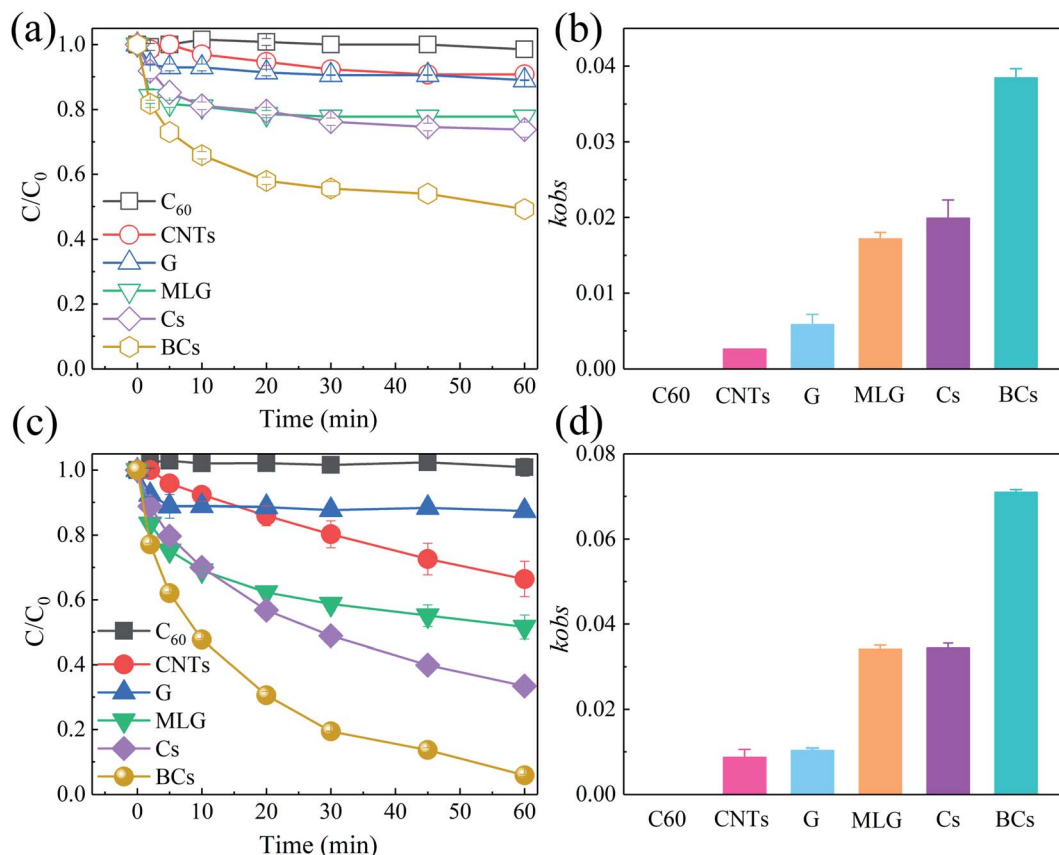 (a)
C/C₀
1.0
0.8
0.6
0.4
0.2
0.0
C₆₀
CNTs
G
MLG
Cs
BCs
0 10 20 30 40 50 60
Time (min)
(b)
kobs
0.04
0.03
0.02
0.01
0.00
C60 CNTs G MLG Cs BCs
(c)
C/C₀
1.0
0.8
0.6
0.4
0.2
0.0
C₆₀
CNTs
G
MLG
Cs
BCs
0 10 20 30 40 50 60
Time (min)
(d)
kobs
0.08
0.06
0.04
0.02
0.00
C60 CNTs G MLG Cs BCs